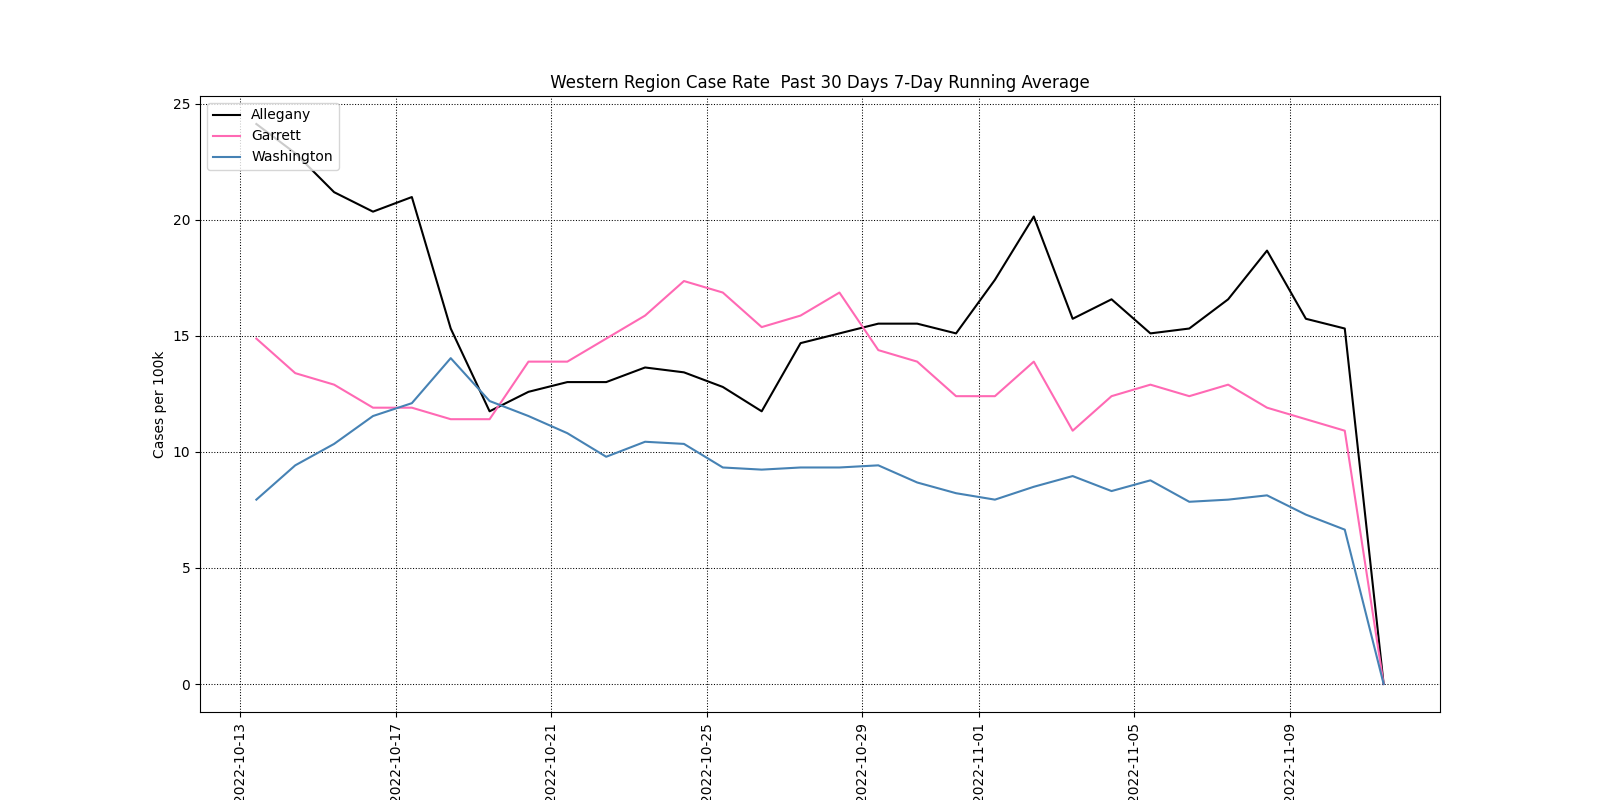 Western Region Case Rate  Past 30 Days 7-Day Running Average
Allegany
Garrett
Washington
Cases per 100k
25
20
15
10
5
0
2022-10-13
2022-10-17
2022-10-21
2022-10-25
2022-10-29
2022-11-01
2022-11-05
2022-11-09